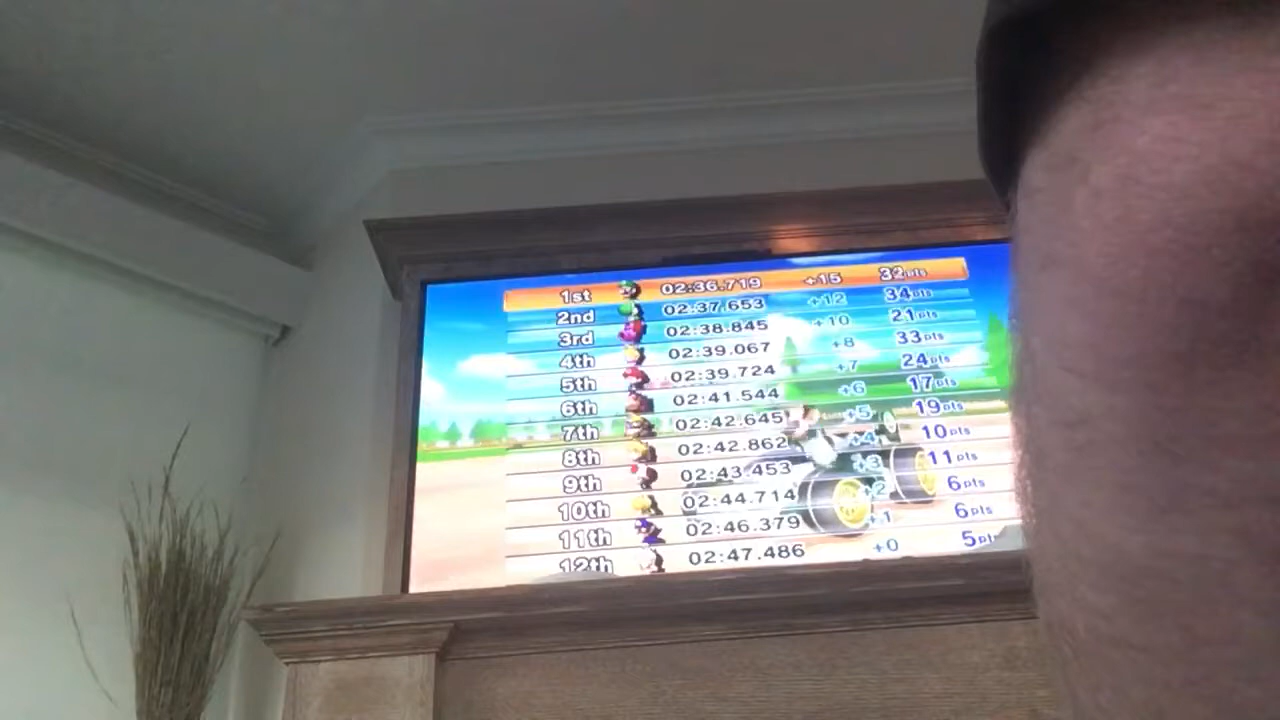 1st 02:36.719 +15 32pts
2nd 02:37.653 +12 34pts
3rd 02:38.845 +10 21pts
4th 02:39.067 +8 33pts
5th 02:39.724 +7 24pts
6th 02:41.544 +6 17pts
7th 02:42.645 +5 19pts
8th 02:42.862 +4 10pts
9th 02:43.453 +3 11pts
10th 02:44.714 +2 6pts
11th 02:46.379 +1 6pts
12th 02:47.486 +0 5pts